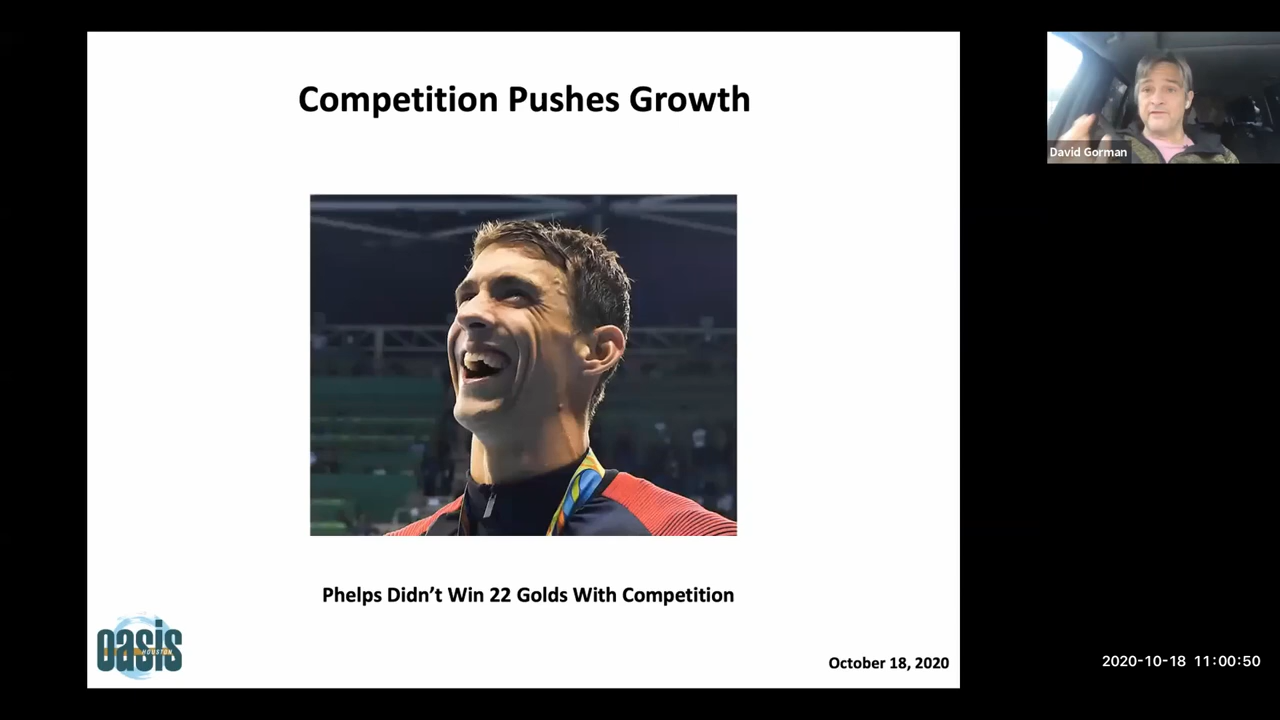 Competition Pushes Growth
David Gorman
Phelps Didn't Win 22 Golds With Competition
oasis
HOUSTON
October 18, 2020
2020-10-18 11:00:50